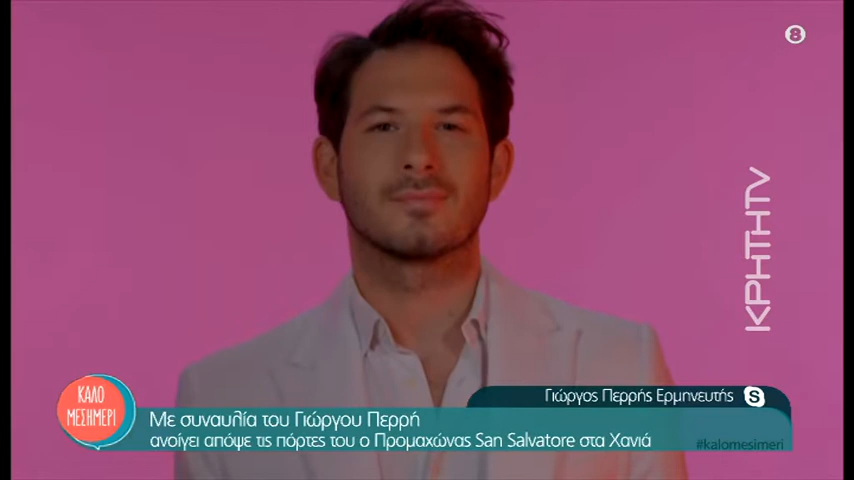 8
ΚΡΗΤΗTV
Γιώργος Περρής Ερμηνευτής
ΚΑΛΟ
ΜΕΣΗΜΕΡΙ
Με συναυλία του Γιώργου Περρή
ανοίγει απόψε τις πόρτες του ο Προμαχώνας San Salvatore στα Χανιά
#kalomesimeri